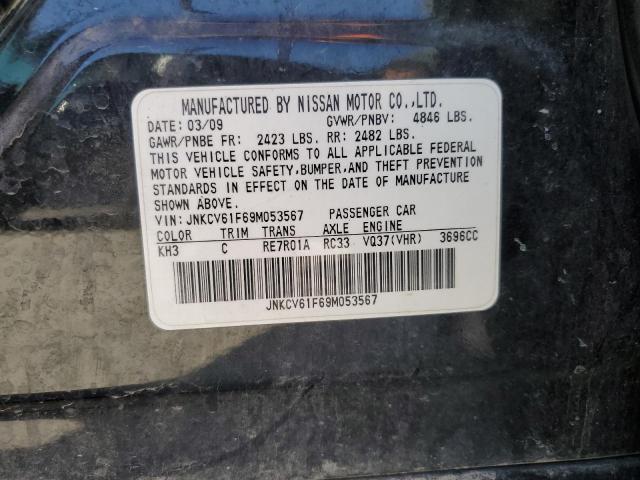 MANUFACTURED BY NISSAN MOTOR CO.,LTD.
DATE: 03/09 GVWR/PNBV: 4846 LBS.
GAWR/PNBE FR: 2423 LBS. RR: 2482 LBS.
THIS VEHICLE CONFORMS TO ALL APPLICABLE FEDERAL
MOTOR VEHICLE SAFETY,BUMPER,AND THEFT PREVENTION
STANDARDS IN EFFECT ON THE DATE OF MANUFACTURE
SHOWN ABOVE.
VIN: JNKCV61F69M053567 PASSENGER CAR
COLOR TRIM TRANS AXLE ENGINE
KH3 C RE7R01A RC33 VQ37(VHR) 3696CC
JNKCV61F69M053567